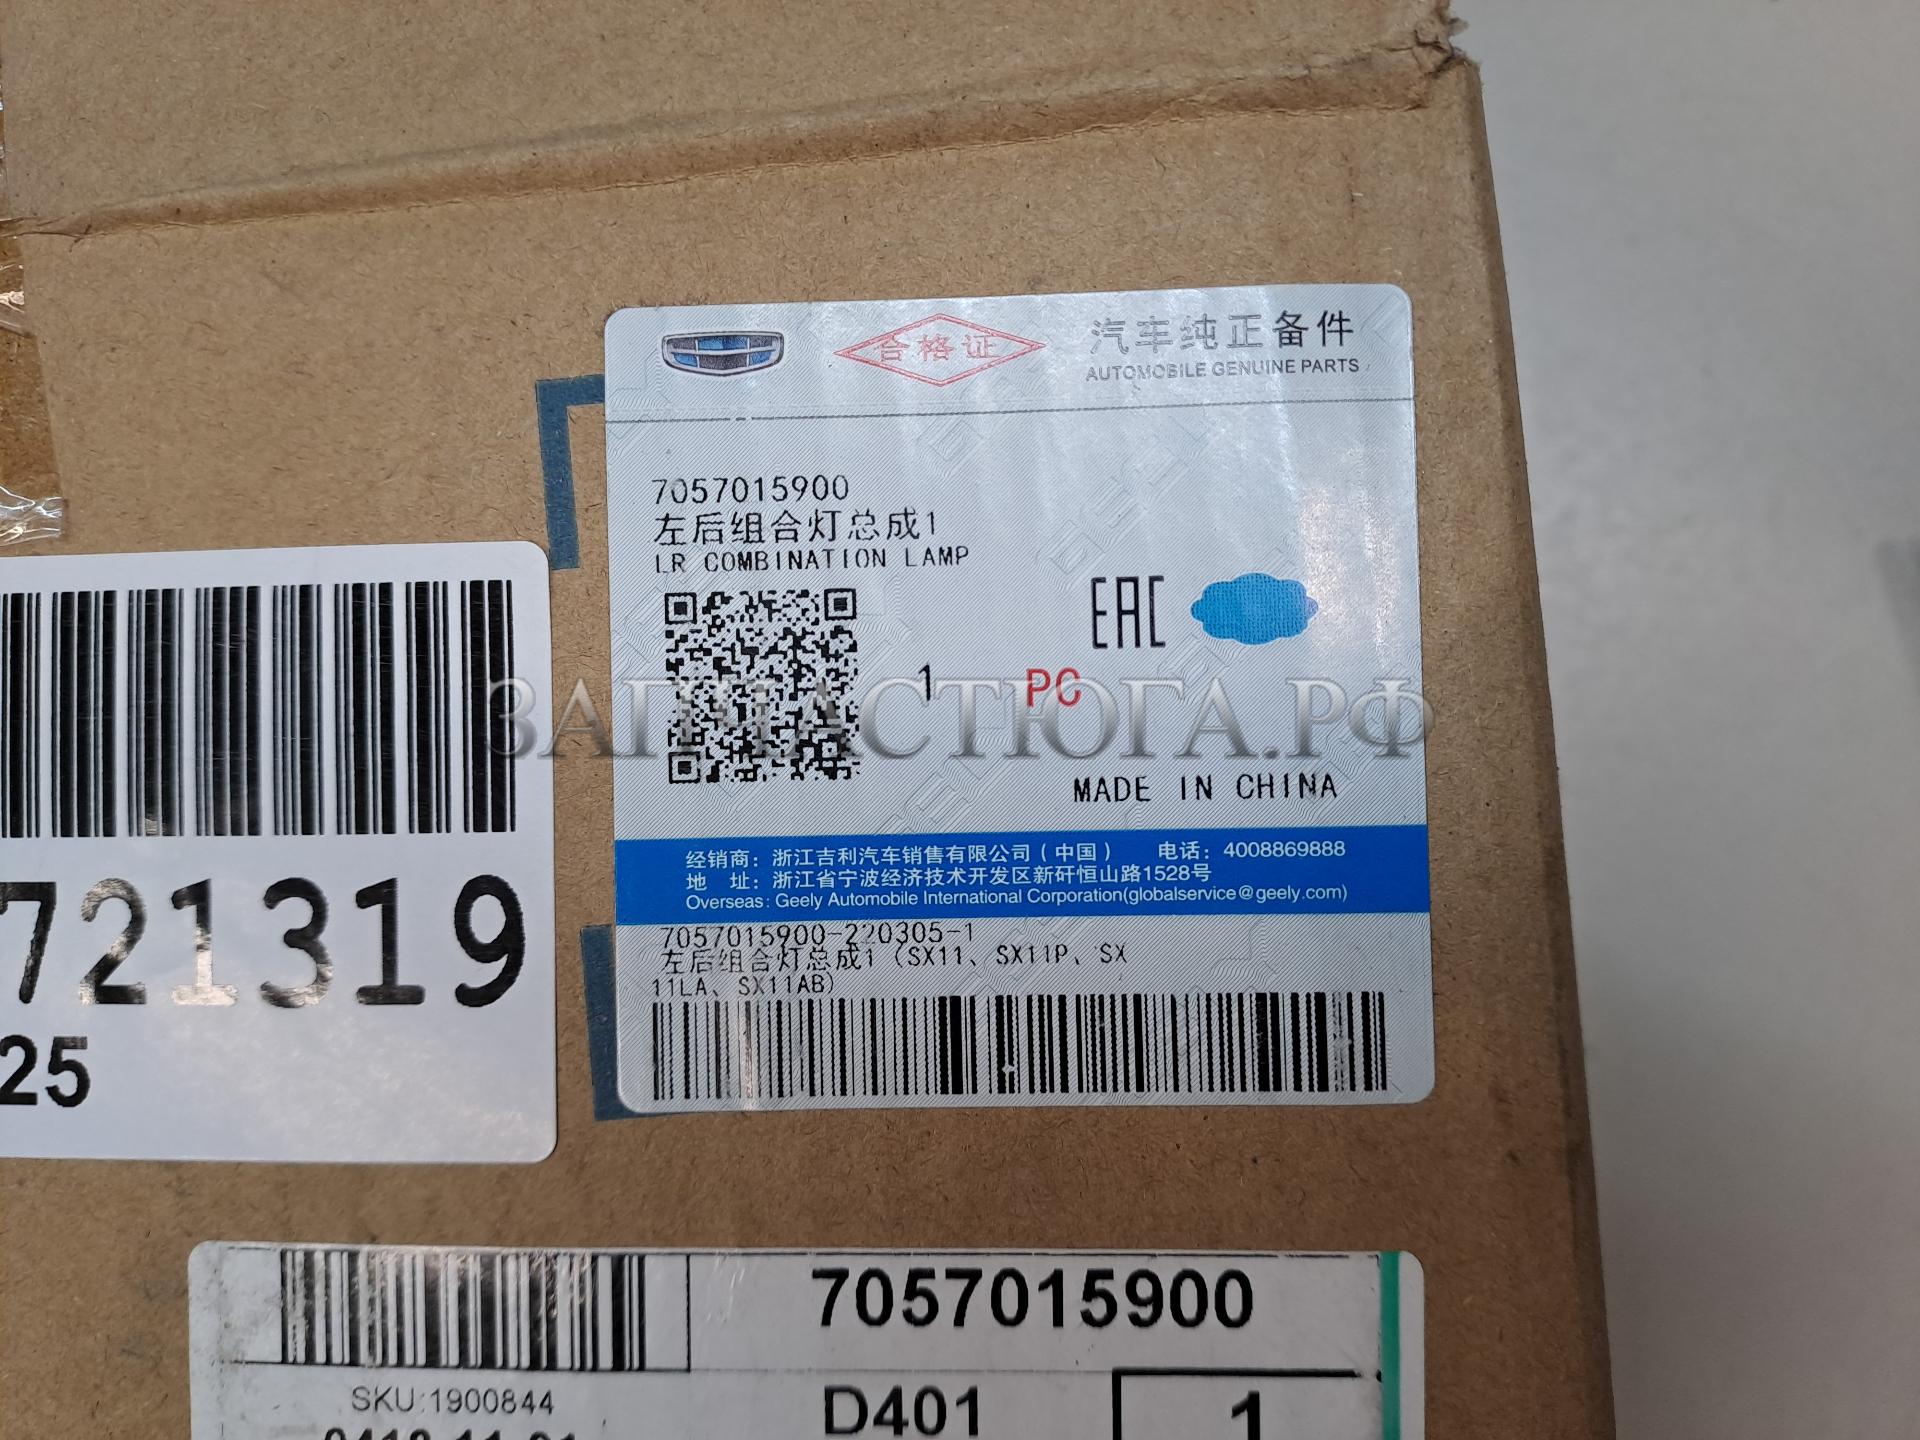 合格证
汽车纯正备件
AUTOMOBILE GENUINE PARTS
7057015900
左后组合灯总成1
LR COMBINATION LAMP
EAC
1 PC
ЗАПЧАСТЮГА.РФ
MADE IN CHINA
经销商：浙江吉利汽车销售有限公司（中国） 电话：4008869888
地 址：浙江省宁波经济技术开发区新研恒山路1528号
Overseas: Geely Automobile International Corporation(globalservice@geely.com)
7057015900-220305-1
左后组合灯总成1（SX11、SX11P、SX
11LA、SX11AB）
721319
25
7057015900
SKU:1900844
D401
1